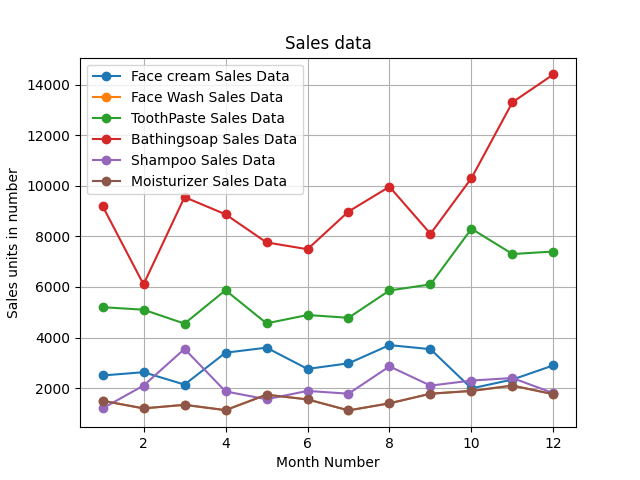 Sales data
Face cream Sales Data
Face Wash Sales Data
ToothPaste Sales Data
Bathingsoap Sales Data
Shampoo Sales Data
Moisturizer Sales Data
Sales units in number
14000
12000
10000
8000
6000
4000
2000
2 4 6 8 10 12
Month Number